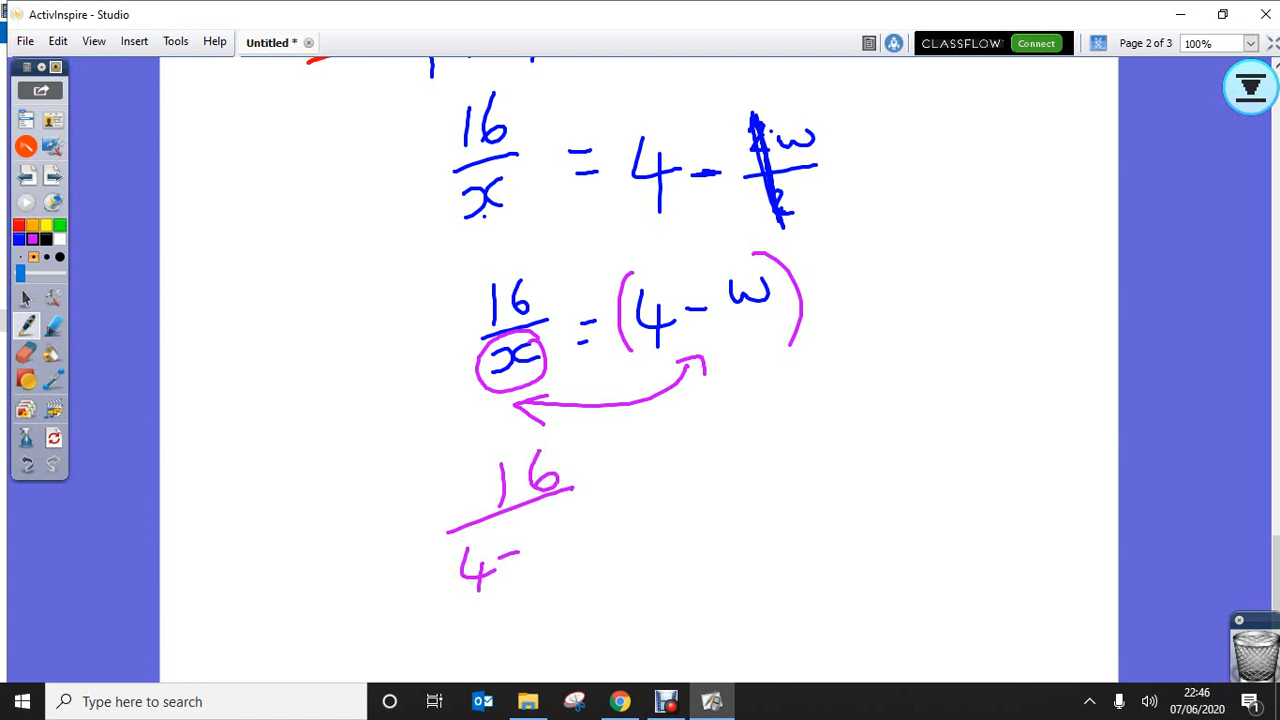 ActivInspire - Studio
File Edit View Insert Tools Help Untitled * CLASSFLOW Connect Page 2 of 3 100%
16/x = 4 - w
16/x = (4 - w)
16/4-
Type here to search 22:46
07/06/2020 1